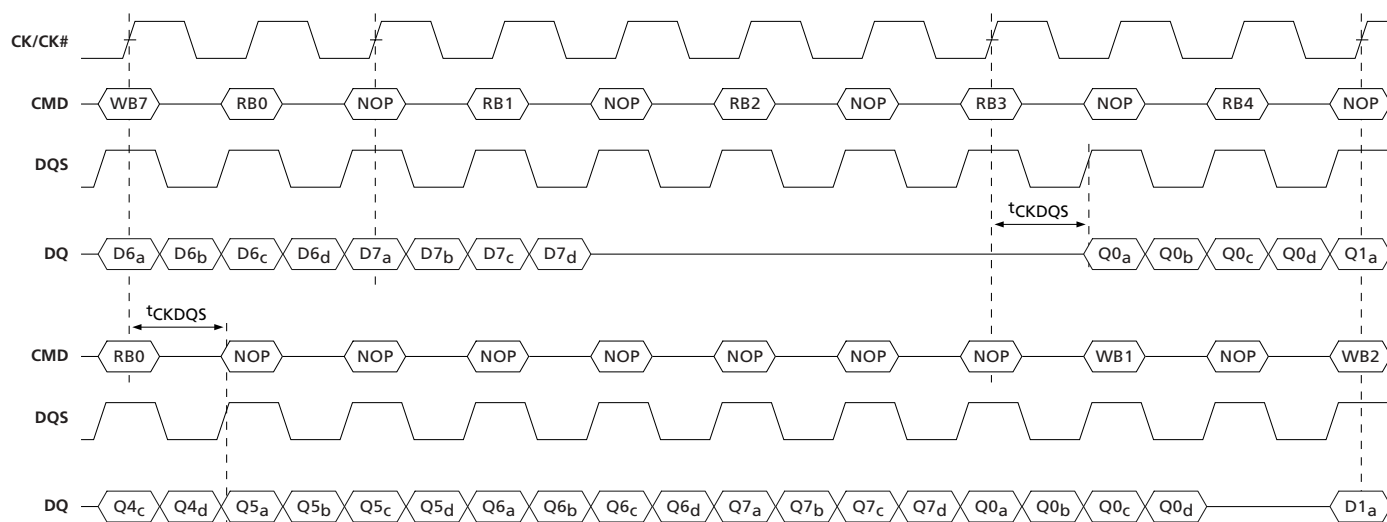 CK/CK#
CMD WB7 RB0 NOP RB1 NOP RB2 NOP RB3 NOP RB4 NOP
DQS
tCKDQS
DQ D6a D6b D6c D6d D7a D7b D7c D7d Q0a Q0b Q0c Q0d Q1a
tCKDQS
CMD RB0 NOP NOP NOP NOP NOP NOP NOP WB1 NOP WB2
DQS
DQ Q4c Q4d Q5a Q5b Q5c Q5d Q6a Q6b Q6c Q6d Q7a Q7b Q7c Q7d Q0a Q0b Q0c Q0d D1a